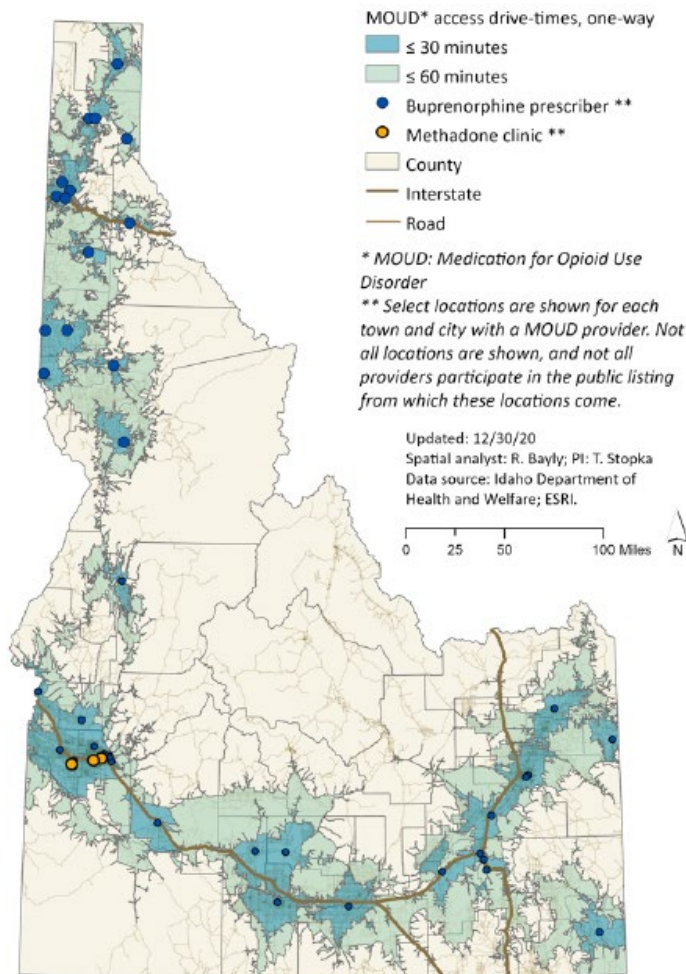 MOUD* access drive-times, one-way
≤ 30 minutes
≤ 60 minutes
Buprenorphine prescriber **
Methadone clinic **
County
Interstate
Road
* MOUD: Medication for Opioid Use
Disorder
** Select locations are shown for each
town and city with a MOUD provider. Not
all locations are shown, and not all
providers participate in the public listing
from which these locations come.
Updated: 12/30/20
Spatial analyst: R. Bayly; PI: T. Stopka
Data source: Idaho Department of
Health and Welfare; ESRI.
0 25 50 100 Miles
N